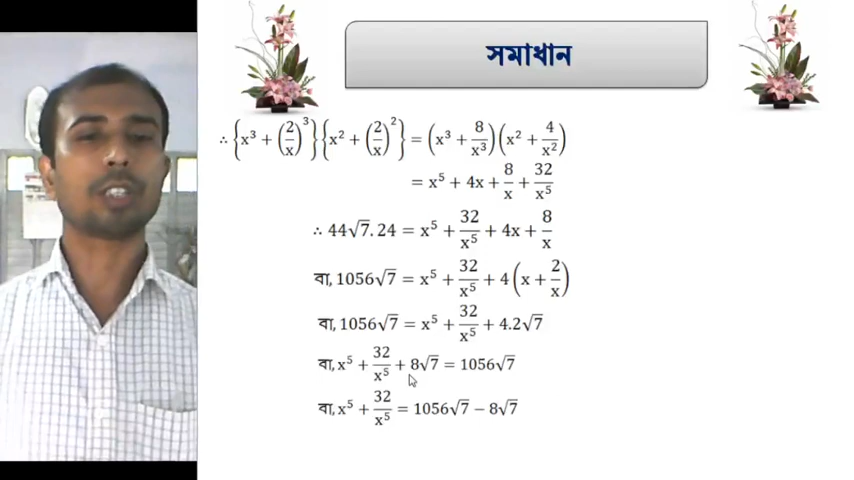 সমাধান
∴ {x³ + (2/x)³}{x² + (2/x)²} = (x³ + 8/x³)(x² + 4/x²)
= x⁵ + 4x + 8/x + 32/x⁵
∴ 44√7. 24 = x⁵ + 32/x⁵ + 4x + 8/x
বা, 1056√7 = x⁵ + 32/x⁵ + 4(x + 2/x)
বা, 1056√7 = x⁵ + 32/x⁵ + 4.2√7
বা, x⁵ + 32/x⁵ + 8√7 = 1056√7
বা, x⁵ + 32/x⁵ = 1056√7 − 8√7